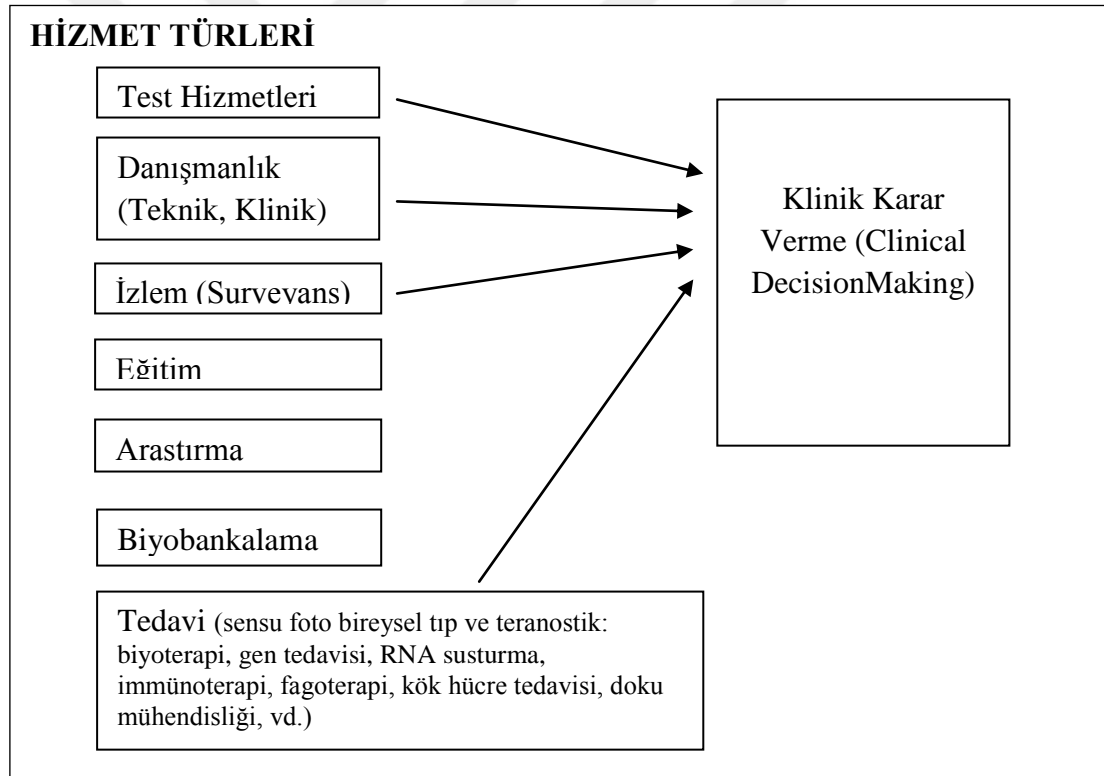 HİZMET TÜRLERİ
Test Hizmetleri
Danışmanlık
(Teknik, Klinik)
İzlem (Survevans)
Eğitim
Arastırma
Biyobankalama
Tedavi (sensu foto bireysel tıp ve teranostik:
biyoterapi, gen tedavisi, RNA susturma,
immünoterapi, fagoterapi, kök hücre tedavisi, doku
mühendisliği, vd.)
Klinik Karar
Verme (Clinical
DecisionMaking)